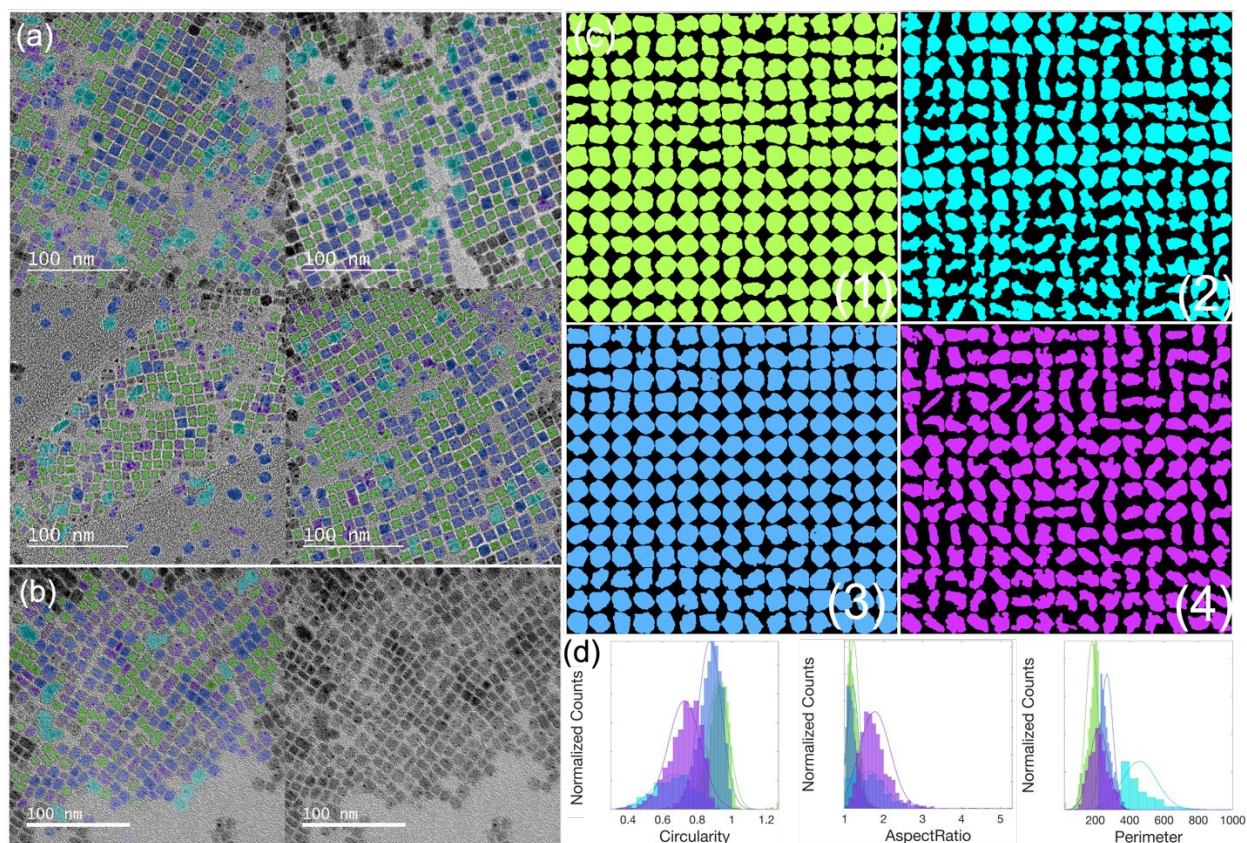 (a)
100 nm
100 nm
100 nm
100 nm
(b)
100 nm
100 nm
(c)
(1)
(2)
(3)
(4)
(d)
Normalized Counts
0.4 0.6 0.8 1 1.2
Circularity
Normalized Counts
1 2 3 4 5
AspectRatio
Normalized Counts
200 400 600 800 1000
Perimeter